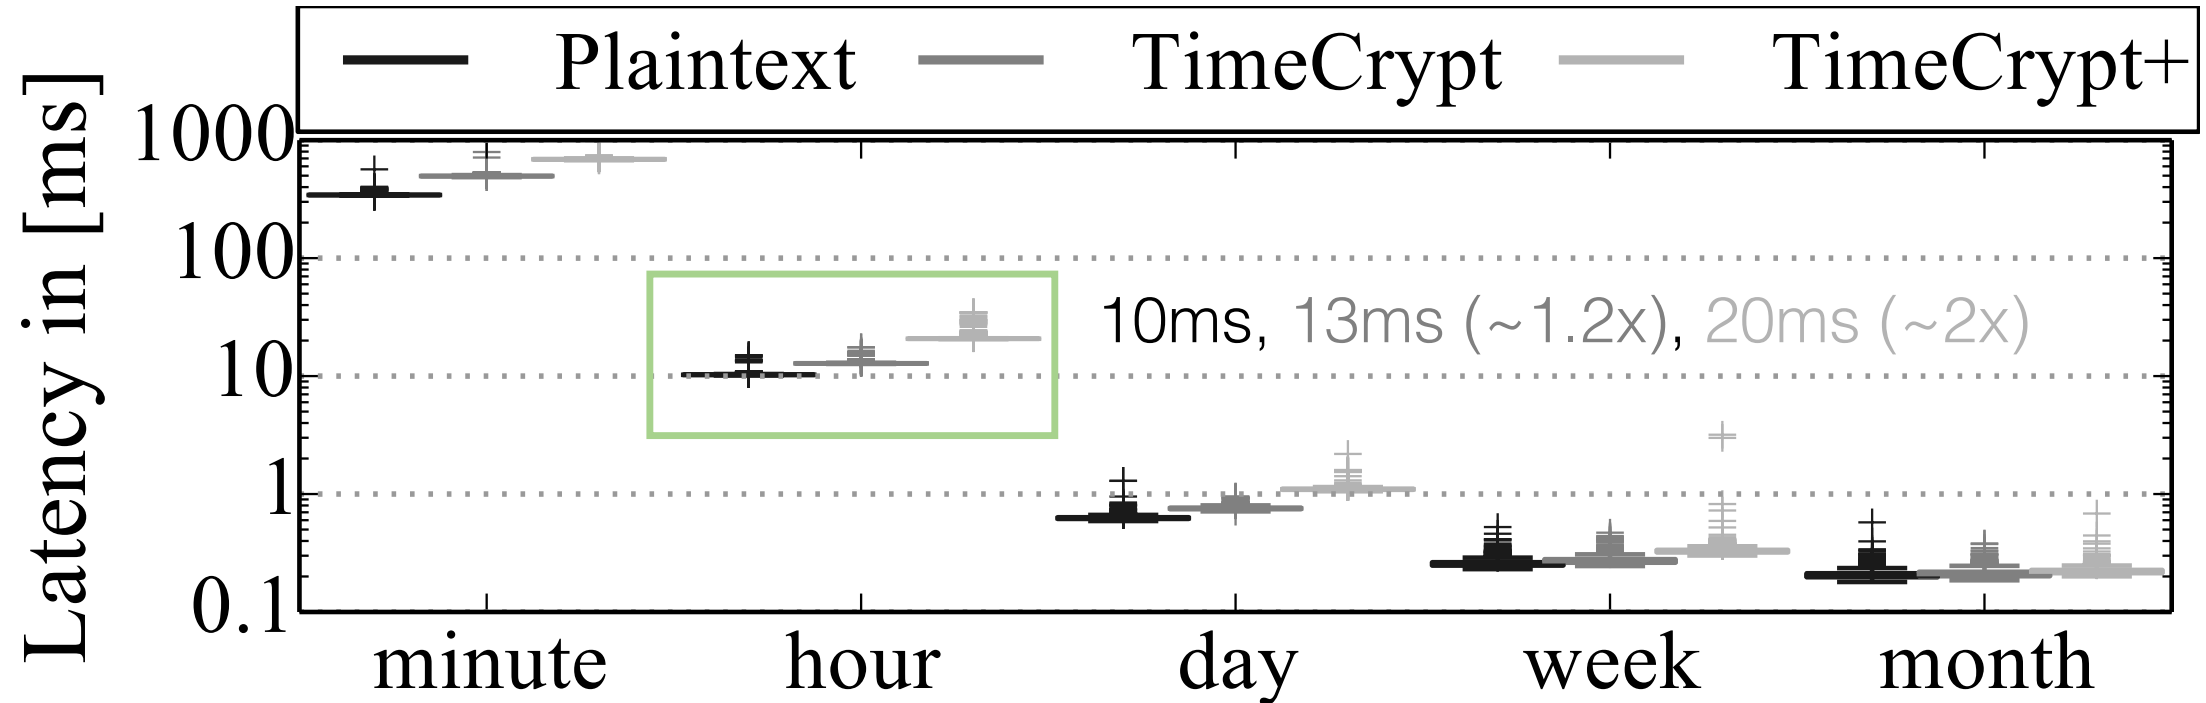 Plaintext TimeCrypt TimeCrypt+
Latency in [ms]
1000
100
10ms, 13ms (~1.2x), 20ms (~2x)
10
1
0.1
minute hour day week month